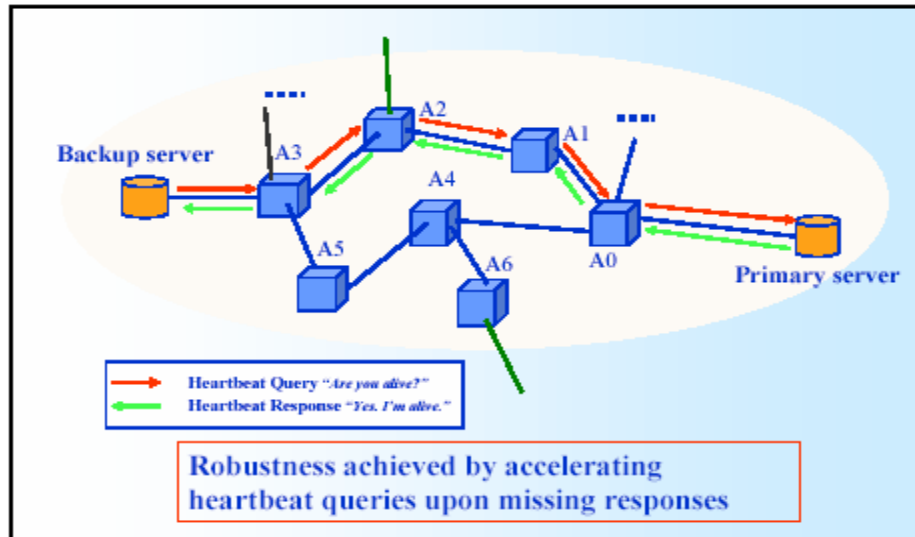 A2
A1
A3
Backup server
A4
A5
A6
A0
Primary server
Heartbeat Query "Are you alive?"
Heartbeat Response "Yes. I'm alive."
Robustness achieved by accelerating
heartbeat queries upon missing responses